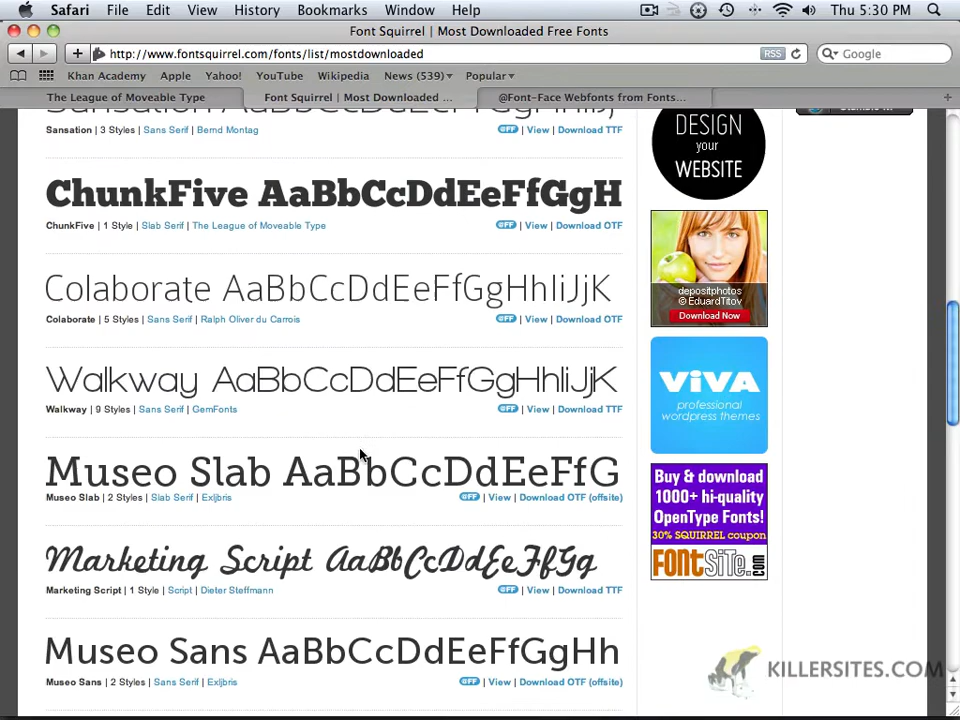 Safari File Edit View History Bookmarks Window Help Thu 5:30 PM
Font Squirrel | Most Downloaded Free Fonts
http://www.fontsquirrel.com/fonts/list/mostdownloaded RSS Google
Khan Academy Apple Yahoo! YouTube Wikipedia News (539) Popular
The League of Moveable Type Font Squirrel | Most Downloaded ... @Font-Face Webfonts from Fonts...
Sansation | 3 Styles | Sans Serif | Bernd Montag @FF | View | Download TTF
ChunkFive AaBbCcDdEeFfGgH
ChunkFive | 1 Style | Slab Serif | The League of Moveable Type @FF | View | Download OTF
Colaborate AaBbCcDdEeFfGgHhIiJjK
Colaborate | 5 Styles | Sans Serif | Ralph Oliver du Carrois @FF | View | Download OTF
Walkway AaBbCcDdEeFfGgHhIiJjK
Walkway | 9 Styles | Sans Serif | GemFonts @FF | View | Download TTF
Museo Slab AaBbCcDdEeFfG
Museo Slab | 2 Styles | Slab Serif | Exljbris @FF | View | Download OTF (offsite)
Marketing Script AaBbCcDdEeFfGg
Marketing Script | 1 Style | Script | Dieter Steffmann @FF | View | Download TTF
Museo Sans AaBbCcDdEeFfGgHh
Museo Sans | 2 Styles | Sans Serif | Exljbris @FF | View | Download OTF (offsite)
DESIGN
your
WEBSITE
depositphotos
© EduardTitov
Download Now
ViVA
professional
wordpress themes
Buy & download
1000+ hi-quality
OpenType Fonts!
30% SQUIRREL coupon
FONTSiTE.COM
KILLERSITES.COM